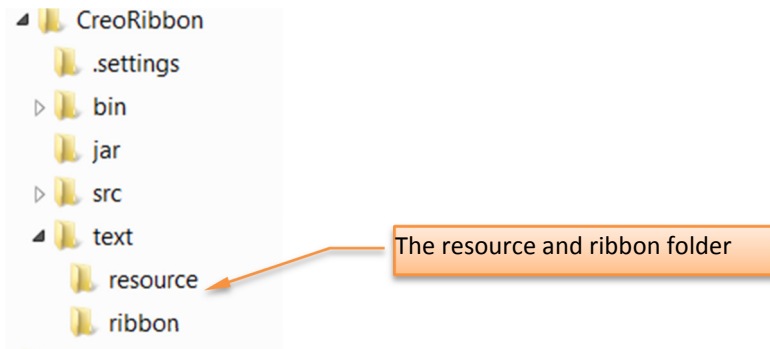 CreoRibbon
.settings
bin
jar
src
text
The resource and ribbon folder
resource
ribbon